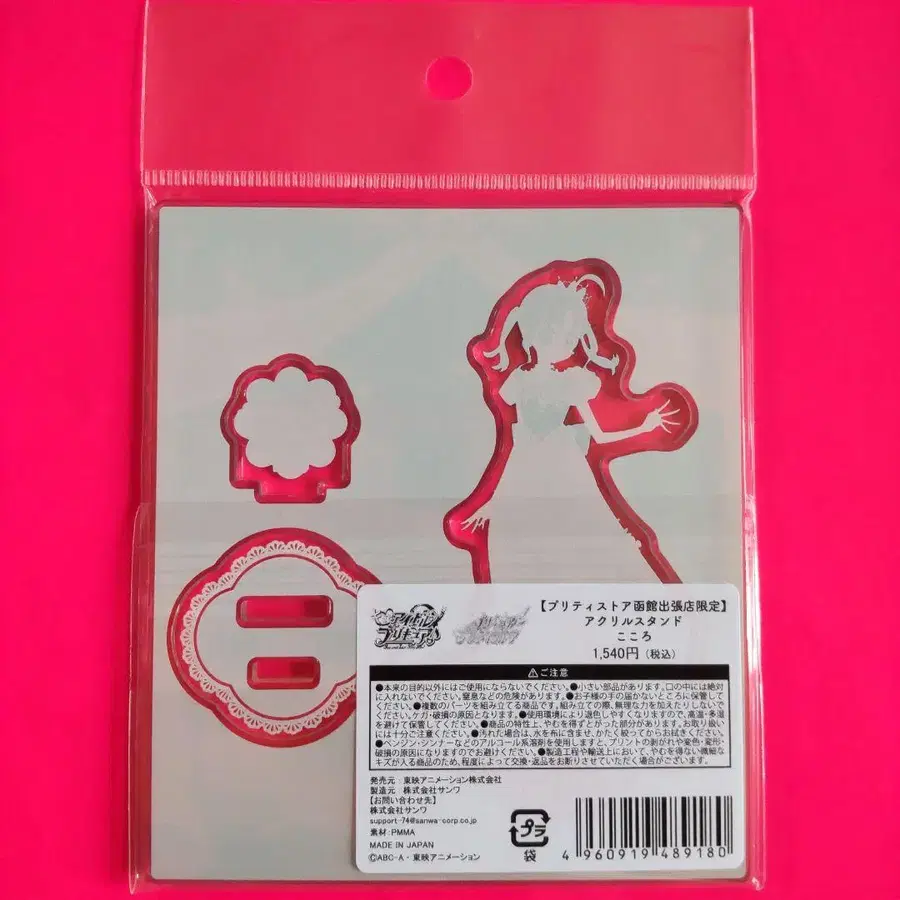 アイドル
プリキュア
【プリティストア函館出張店限定】
アクリルスタンド
こころ
1,540円（税込）
⚠ご注意
●本来の目的以外にはご使用にならないでください。●小さい部品があります。口の中には絶対
に入れないでください。窒息などの危険があります。●お子様の手の届かないところに保管して
ください。●複数のパーツを組み立てる商品です。組み立ての際、無理な力を加えたりしないで
ください。ケガ・破損の原因となります。●使用環境により退色しやすくなりますので、高温・多湿
を避けて保管してください。●商品の特性上、やむを得ずとがった部分があります。お取り扱い
には十分ご注意ください。●汚れた場合は、水を布に含ませ、かたく絞ってからお拭きください。
●ベンジン・シンナーなどのアルコール系溶剤を使用しますと、プリントの剥がれや変色・変形・
破損の原因になりますのでお避けください。●製造工程や輸送上において、やむを得ない微細な
キズが入る商品のため、程度によって交換・返品をお断りさせていただく場合がございます。
発売元：東映アニメーション株式会社
製造元：株式会社サンワ
【お問い合わせ先】
株式会社サンワ
support-74@sanwa-corp.co.jp
素材:PMMA
MADE IN JAPAN
ⒸABC-A・東映アニメーション
プラ
袋
4 960919 489180